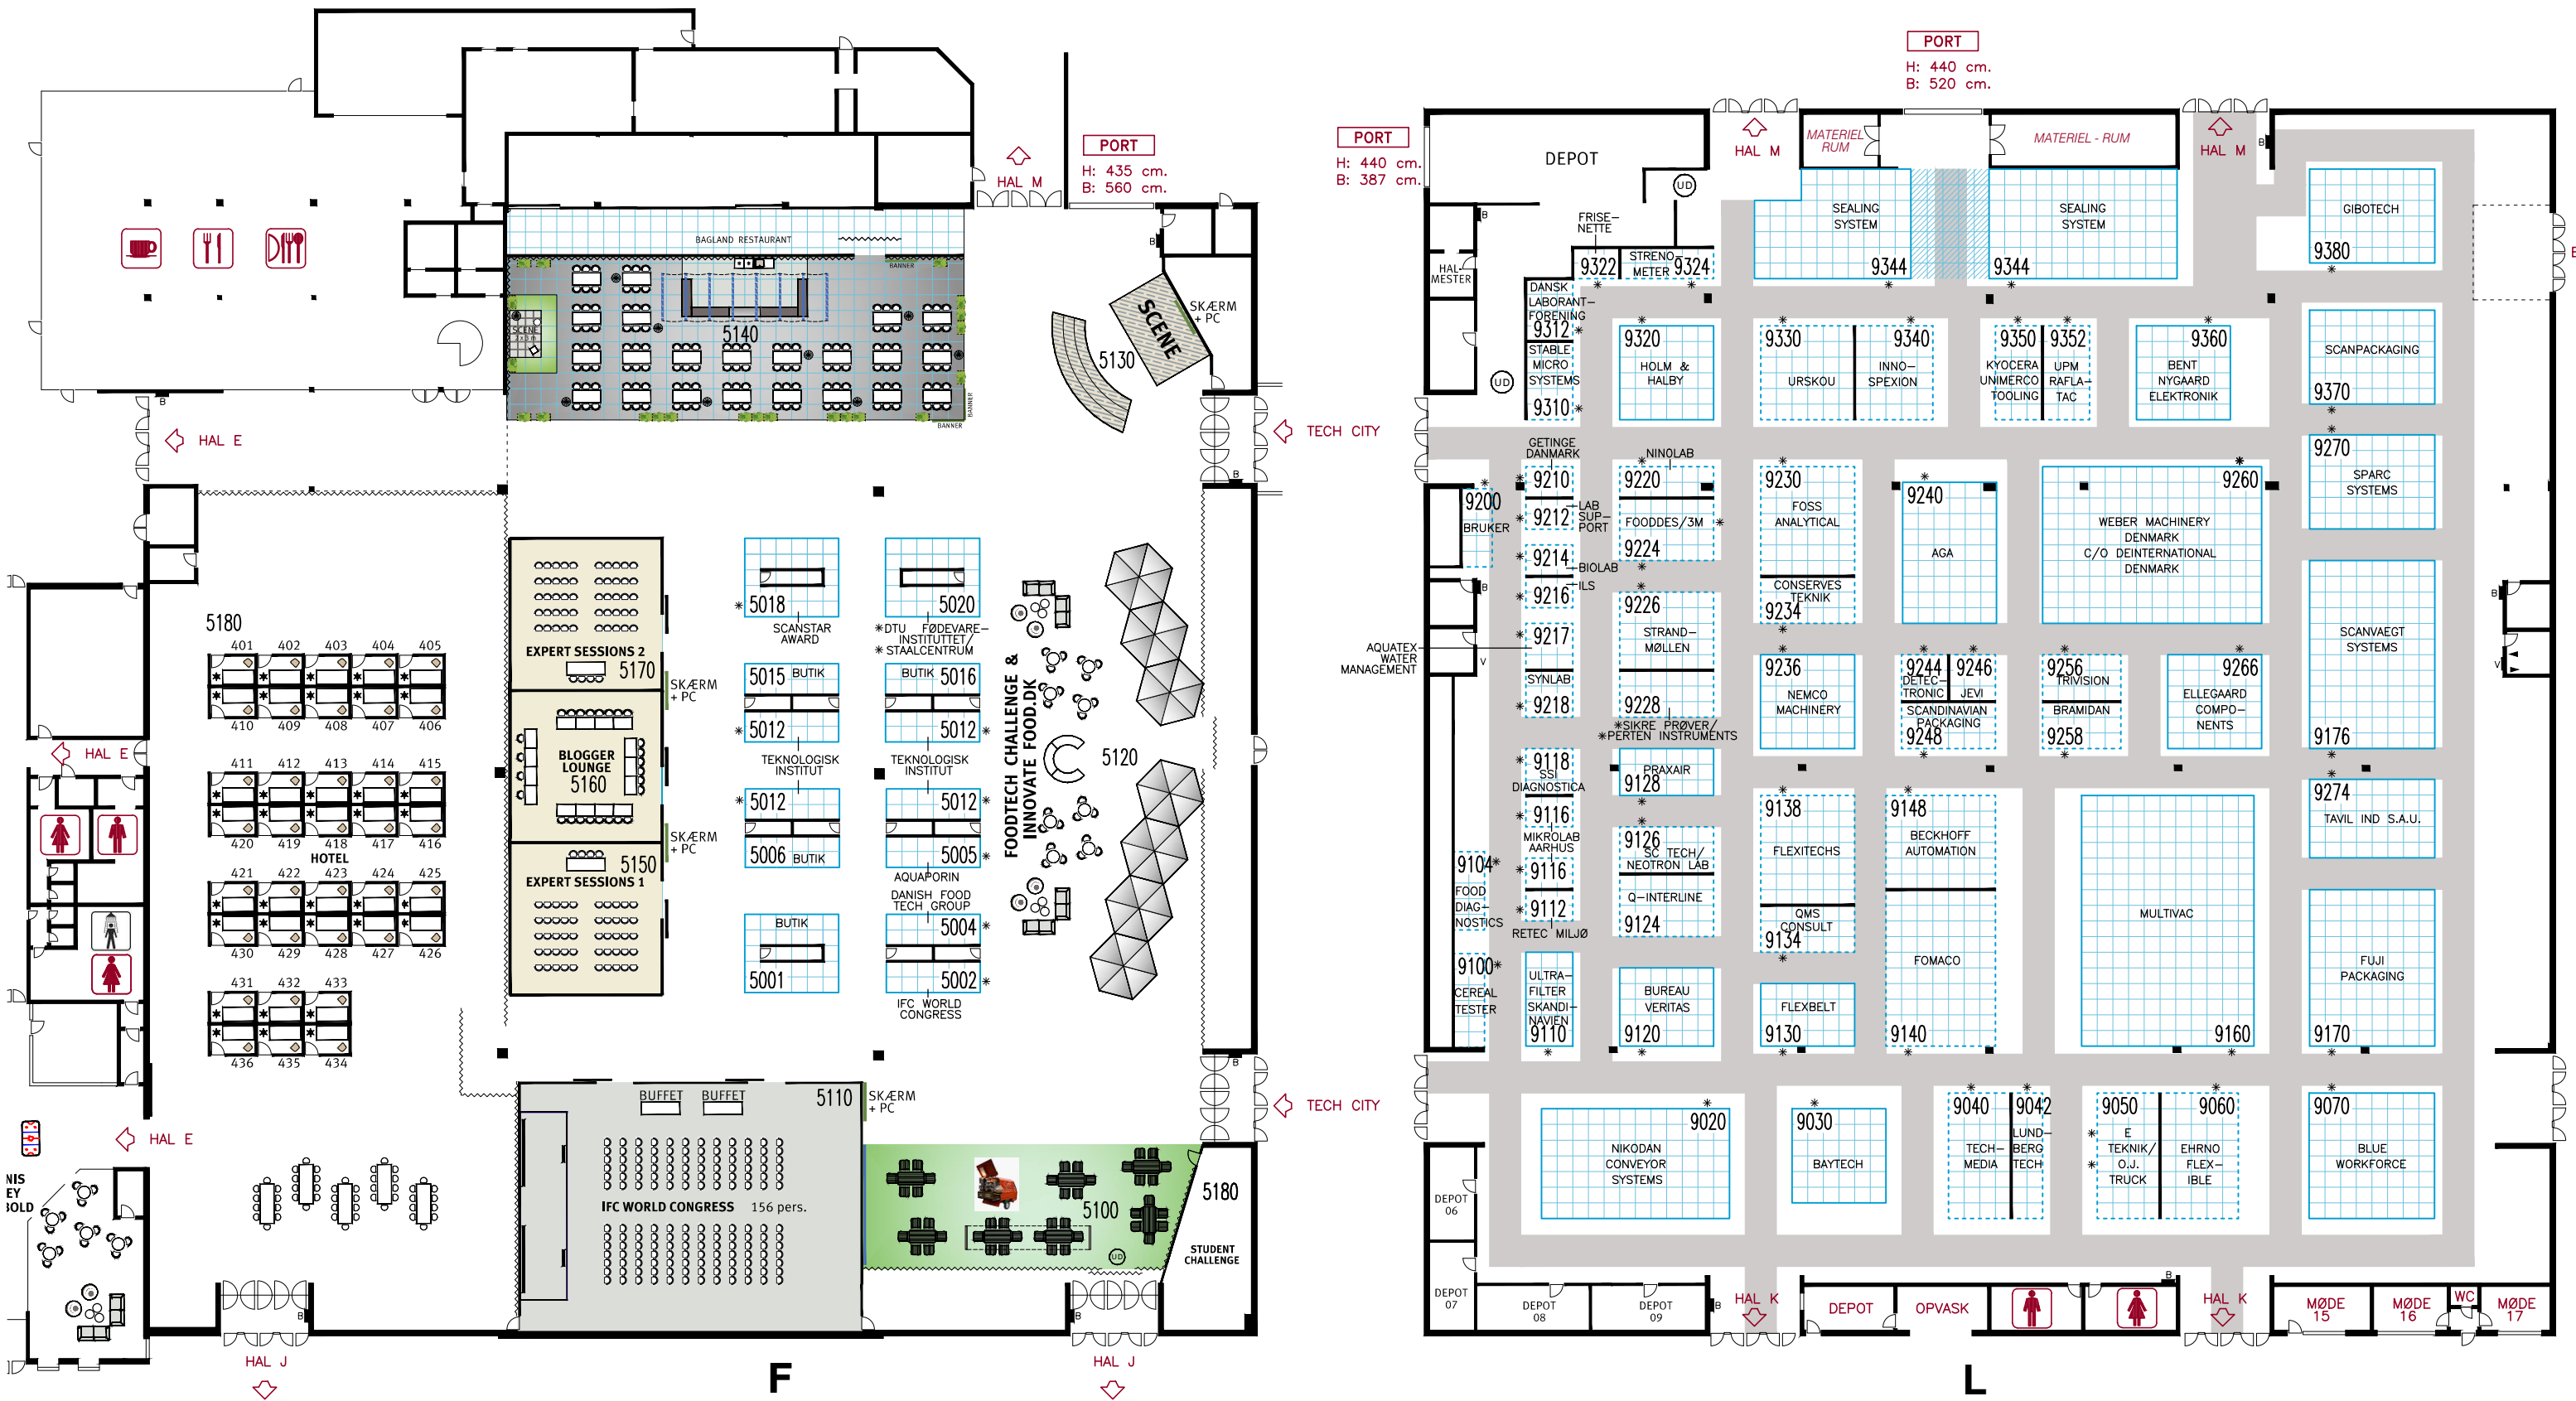 PORT
H: 435 cm.
B: 560 cm.
HAL M
BAGLAND RESTAURANT
BANNER
BANNER
BANNER
SCENE
5140
SCENE
SKÆRM
+ PC
5130
B
B
B
HAL E
TECH CITY
B
5180
401 402 403 404 405
410 409 408 407 406
411 412 413 414 415
420 419 418 417 416
HOTEL
421 422 423 424 425
430 429 428 427 426
431 432 433
436 435 434
HAL E
HAL E
EXPERT SESSIONS 2
5170
SKÆRM
+ PC
BLOGGER
LOUNGE
5160
SKÆRM
+ PC
5150
EXPERT SESSIONS 1
5018
SCANSTAR
AWARD
5020
*DTU FØDEVARE-
INSTITUTTET/
* STAALCENTRUM
5015 BUTIK
BUTIK 5016
5012
5012
TEKNOLOGISK
INSTITUT
TEKNOLOGISK
INSTITUT
5012
5012
5006 BUTIK
5005
AQUAPORIN
DANISH FOOD
TECH GROUP
BUTIK
5004
5001
5002
IFC WORLD
CONGRESS
FOODTECH CHALLENGE &
INNOVATE FOOD.DK
5120
B
TECH CITY
BUFFET BUFFET
5110
SKÆRM
+ PC
IFC WORLD CONGRESS 156 pers.
5100
UD
5180
STUDENT
CHALLENGE
NIS
EY
BOLD
B
B
HAL J
HAL J
F
PORT
H: 440 cm.
B: 520 cm.
PORT
H: 440 cm.
B: 387 cm.
DEPOT
UD
HAL M
MATERIEL
RUM
MATERIEL - RUM
HAL M
B
B
HAL-
MESTER
UD
FRISE-
NETTE
9322
STRENO-
METER 9324
SEALING
SYSTEM
9344
SEALING
SYSTEM
9344
GIBOTECH
9380
DANSK
LABORANT-
FORENING
9312
STABLE
MICRO
SYSTEMS
9310
9320
HOLM &
HALBY
9330
URSKOU
9340
INNO-
SPEXION
9350
KYOCERA
UNIMERCO
TOOLING
9352
UPM
RAFLA-
TAC
9360
BENT
NYGAARD
ELEKTRONIK
SCANPACKAGING
9370
GETINGE
DANMARK
9210
9200
BRUKER
9212
LAB
SUP-
PORT
NINOLAB
9220
FOODDES/3M
9224
9214
BIOLAB
ILS
9216
9230
FOSS
ANALYTICAL
CONSERVES
TEKNIK
9234
9240
AGA
9260
WEBER MACHINERY
DENMARK
C/O DEINTERNATIONAL
DENMARK
9270
SPARC
SYSTEMS
B
9226
STRAND-
MØLLEN
9228
9217
AQUATEX
WATER
MANAGEMENT
V
SYNLAB
9218
*SIKRE PRØVER/
*PERTEN INSTRUMENTS
9236
NEMCO
MACHINERY
9244
DETEC-
TRONIC
9246
JEVI
SCANDINAVIAN
PACKAGING
9248
9256
TRIVISION
BRAMIDAN
9258
9266
ELLEGAARD
COMPO-
NENTS
SCANVAEGT
SYSTEMS
9176
B
V
9118
SSI
DIAGNOSTICA
9116
MIKROLAB
AARHUS
9116
9112
RETEC MILJØ
PRAXAIR
9128
9126
SC TECH/
NEOTRON LAB
Q-INTERLINE
9124
9138
FLEXITECHS
QMS
CONSULT
9134
9148
BECKHOFF
AUTOMATION
FOMACO
9140
MULTIVAC
9160
9274
TAVIL IND S.A.U.
FUJI
PACKAGING
9170
9104*
FOOD
DIAG-
NOSTICS
9100*
CEREAL
TESTER
ULTRA-
FILTER
SKANDI-
NAVIEN
9110
BUREAU
VERITAS
9120
FLEXBELT
9130
9020
NIKODAN
CONVEYOR
SYSTEMS
9030
BAYTECH
9040
TECH-
MEDIA
9042
LUND-
BERG
TECH
9050
E
TEKNIK/
O.J.
TRUCK
9060
EHRNO
FLEX-
IBLE
9070
BLUE
WORKFORCE
DEPOT
06
DEPOT
07
DEPOT
08
DEPOT
09
B
HAL K
DEPOT
OPVASK
B
HAL K
MØDE
15
MØDE
16
WC
MØDE
17
L